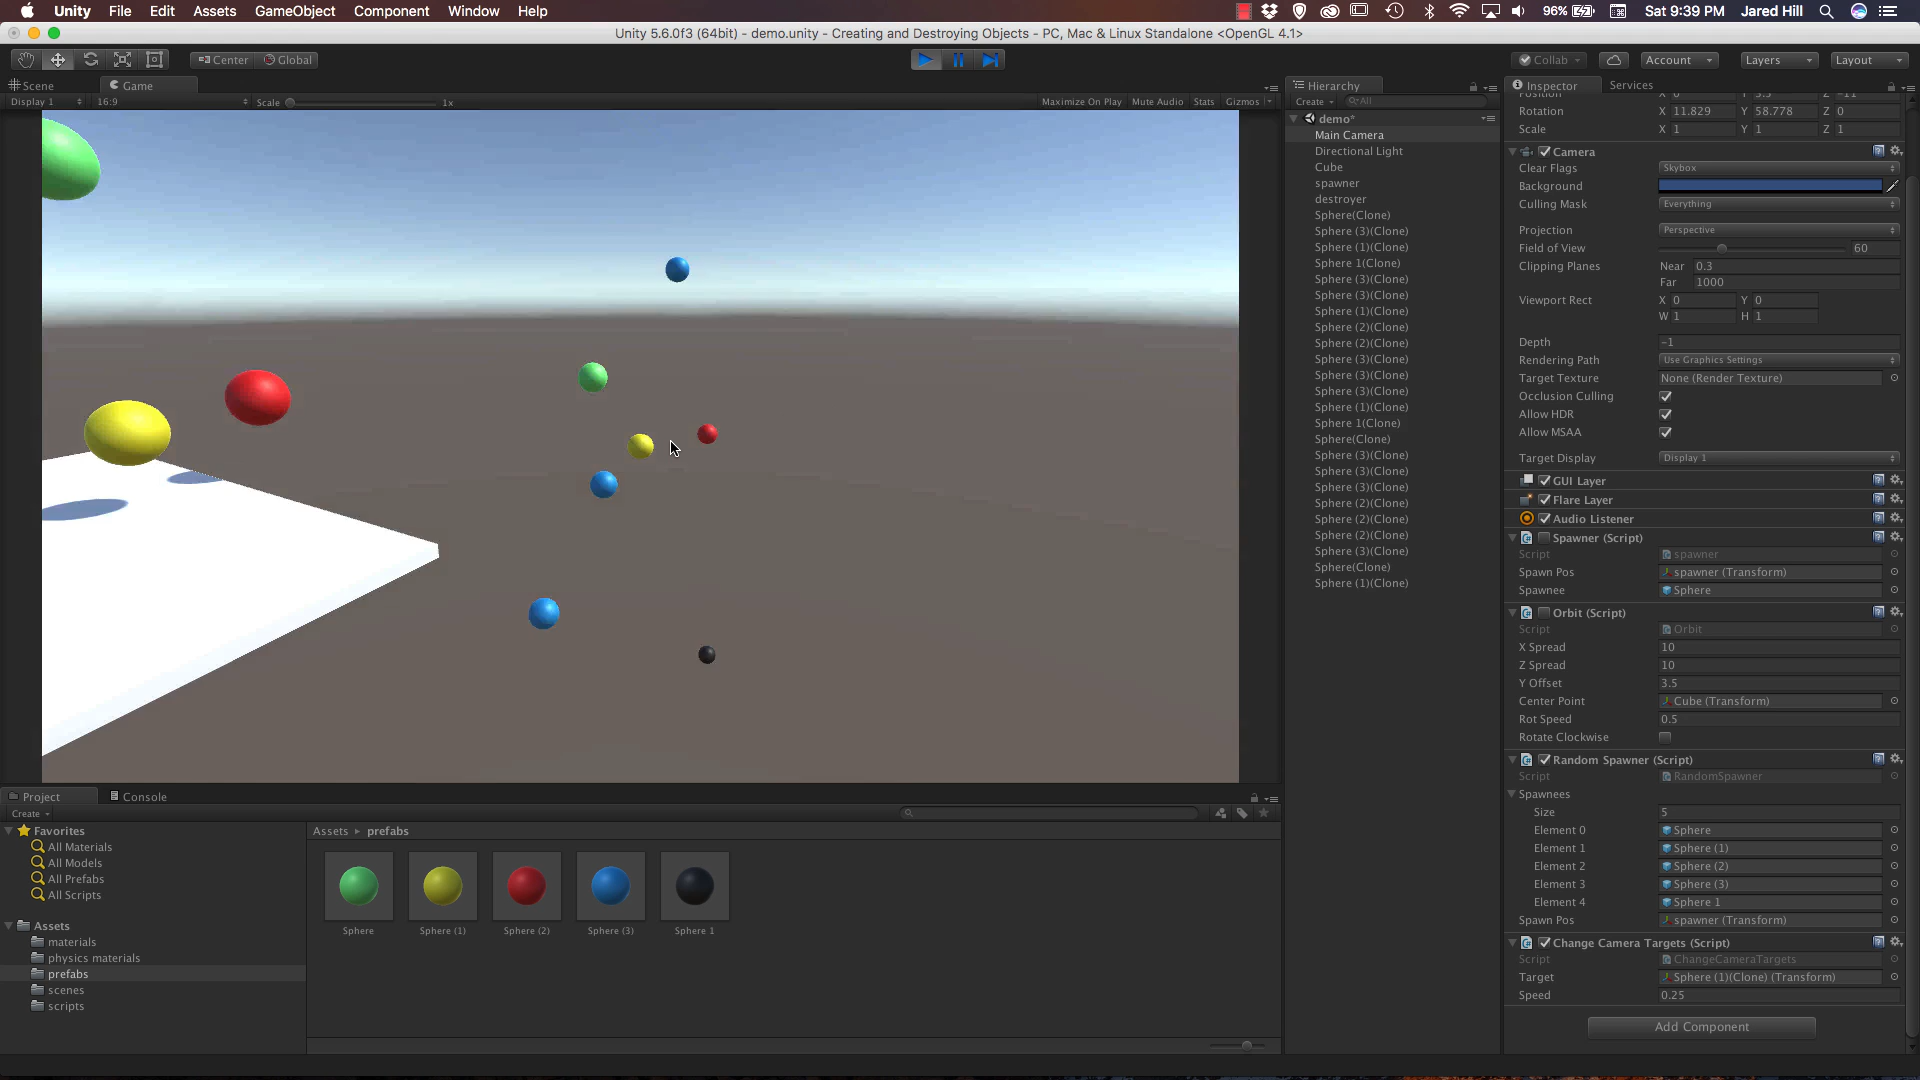 Unity File Edit Assets GameObject Component Window Help
96% Sat 9:39 PM Jared Hill
Unity 5.6.0f3 (64bit) - demo.unity - Creating and Destroying Objects - PC, Mac & Linux Standalone <OpenGL 4.1>
Center Global
Collab Account Layers Layout
Scene Game
Display 1 16:9 Scale 1x Maximize On Play Mute Audio Stats Gizmos
Hierarchy
Create All
demo*
Main Camera
Directional Light
Cube
spawner
destroyer
Sphere(Clone)
Sphere (3)(Clone)
Sphere (1)(Clone)
Sphere 1(Clone)
Sphere (3)(Clone)
Sphere (3)(Clone)
Sphere (1)(Clone)
Sphere (2)(Clone)
Sphere (2)(Clone)
Sphere (3)(Clone)
Sphere (3)(Clone)
Sphere (3)(Clone)
Sphere (1)(Clone)
Sphere 1(Clone)
Sphere(Clone)
Sphere (3)(Clone)
Sphere (3)(Clone)
Sphere (3)(Clone)
Sphere (2)(Clone)
Sphere (2)(Clone)
Sphere (2)(Clone)
Sphere (3)(Clone)
Sphere(Clone)
Sphere (1)(Clone)
Inspector Services
Position X 0 Y 3.5 Z -11
Rotation X 11.829 Y 58.778 Z 0
Scale X 1 Y 1 Z 1
Camera
Clear Flags Skybox
Background
Culling Mask Everything
Projection Perspective
Field of View 60
Clipping Planes Near 0.3
Far 1000
Viewport Rect X 0 Y 0
W 1 H 1
Depth -1
Rendering Path Use Graphics Settings
Target Texture None (Render Texture)
Occlusion Culling
Allow HDR
Allow MSAA
Target Display Display 1
GUI Layer
Flare Layer
Audio Listener
Spawner (Script)
Script spawner
Spawn Pos spawner (Transform)
Spawnee Sphere
Orbit (Script)
Script Orbit
X Spread 10
Z Spread 10
Y Offset 3.5
Center Point Cube (Transform)
Rot Speed 0.5
Rotate Clockwise
Random Spawner (Script)
Script RandomSpawner
Spawnees
Size 5
Element 0 Sphere
Element 1 Sphere (1)
Element 2 Sphere (2)
Element 3 Sphere (3)
Element 4 Sphere 1
Spawn Pos spawner (Transform)
Change Camera Targets (Script)
Script ChangeCameraTargets
Target Sphere (1)(Clone) (Transform)
Speed 0.25
Add Component
Project Console
Create
Favorites
All Materials
All Models
All Prefabs
All Scripts
Assets
materials
physics materials
prefabs
scenes
scripts
Assets prefabs
Sphere Sphere (1) Sphere (2) Sphere (3) Sphere 1